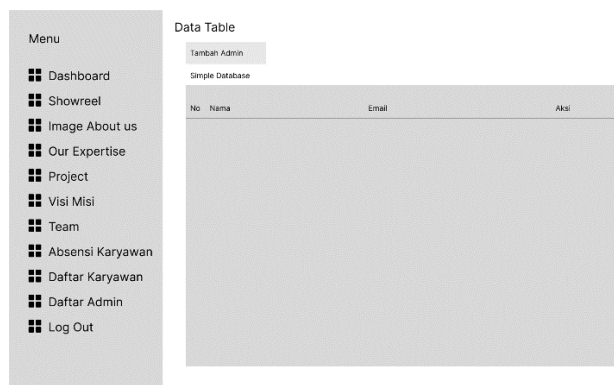 Menu
Dashboard
Showreel
Image About us
Our Expertise
Project
Visi Misi
Team
Absensi Karyawan
Daftar Karyawan
Daftar Admin
Log Out
Data Table
Tambah Admin
Simple Database
No Nama Email Aksi